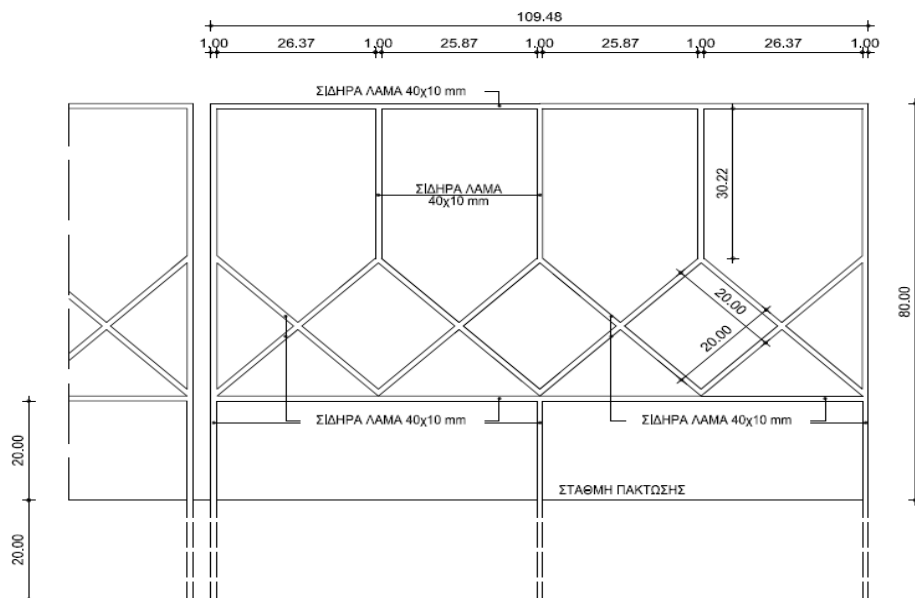 109.48
1.00 26.37 1.00 25.87 1.00 25.87 1.00 26.37 1.00
ΣΙΔΗΡΑ ΛΑΜΑ 40χ10 mm
ΣΙΔΗΡΑ ΛΑΜΑ
40χ10 mm
30.22
20.00
20.00
80.00
ΣΙΔΗΡΑ ΛΑΜΑ 40χ10 mm
ΣΙΔΗΡΑ ΛΑΜΑ 40χ10 mm
20.00
ΣΤΑΘΜΗ ΠΑΚΤΩΣΗΣ
20.00